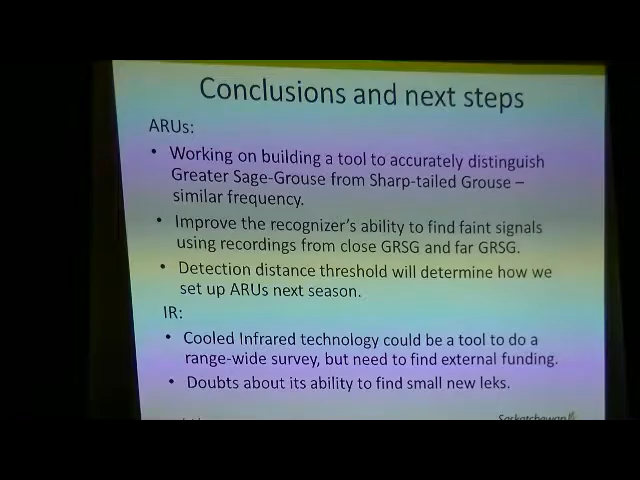 Conclusions and next steps
ARUs:
• Working on building a tool to accurately distinguish
Greater Sage-Grouse from Sharp-tailed Grouse –
similar frequency.
• Improve the recognizer's ability to find faint signals
using recordings from close GRSG and far GRSG.
• Detection distance threshold will determine how we
set up ARUs next season.
IR:
• Cooled Infrared technology could be a tool to do a
range-wide survey, but need to find external funding.
• Doubts about its ability to find small new leks.
Saskatchewan